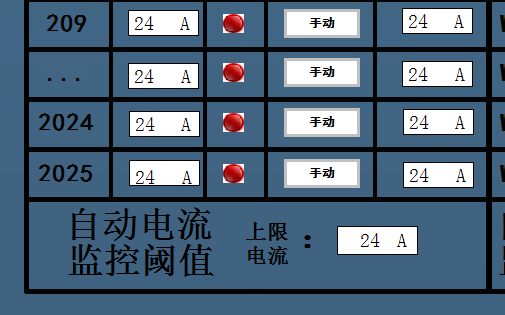 209 24 A 手动 24 A
... 24 A 手动 24 A
2024 24 A 手动 24 A
2025 24 A 手动 24 A
自动电流
监控阈值
上限
电流
: 24 A